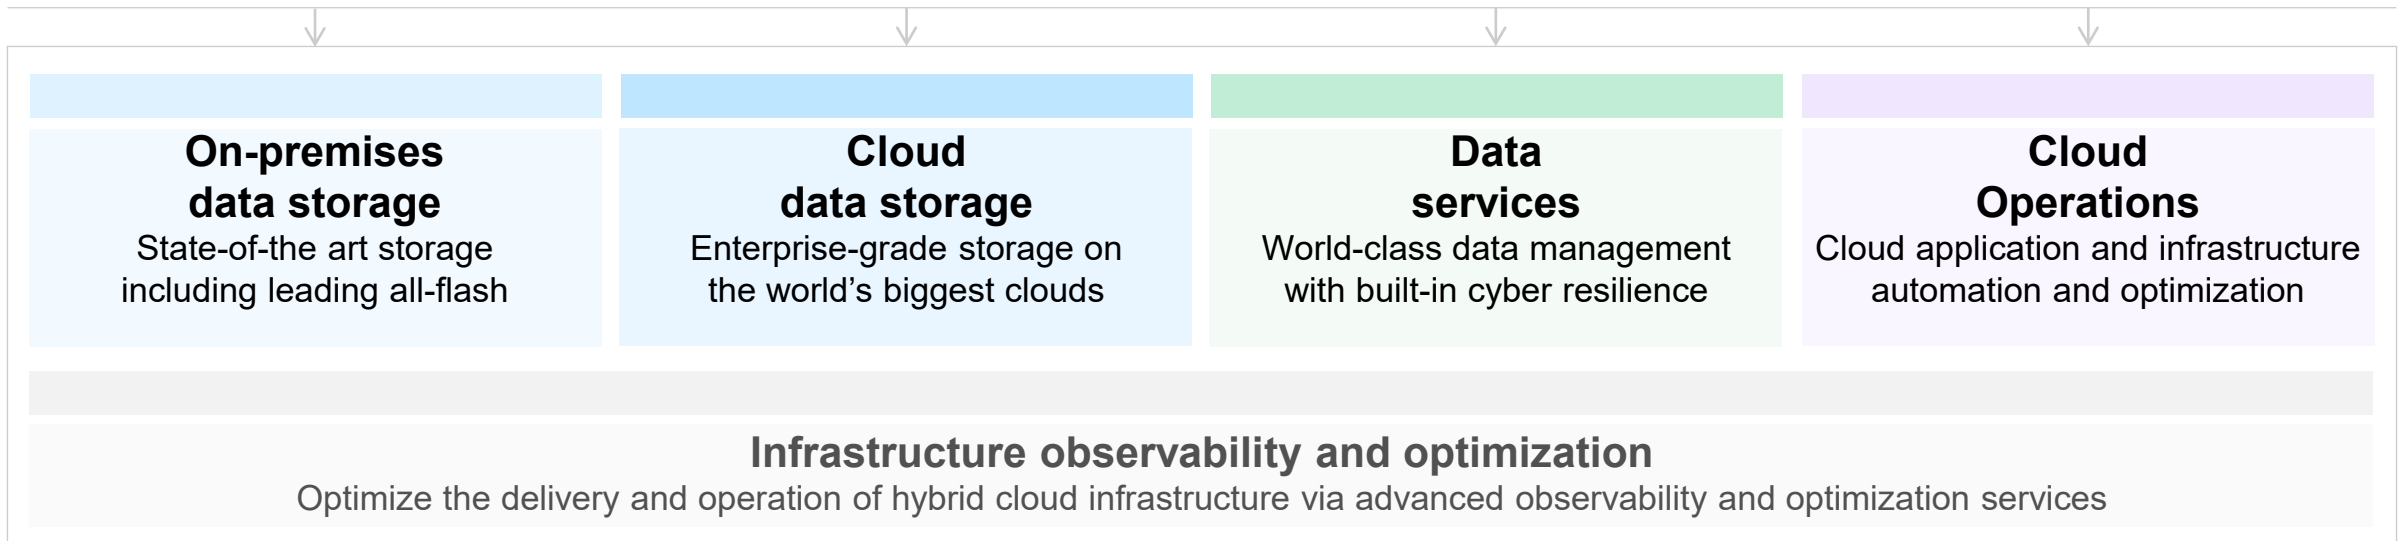 On-premises
data storage
State-of-the art storage
including leading all-flash
Cloud
data storage
Enterprise-grade storage on
the world’s biggest clouds
Data
services
World-class data management
with built-in cyber resilience
Cloud
Operations
Cloud application and infrastructure
automation and optimization
Infrastructure observability and optimization
Optimize the delivery and operation of hybrid cloud infrastructure via advanced observability and optimization services